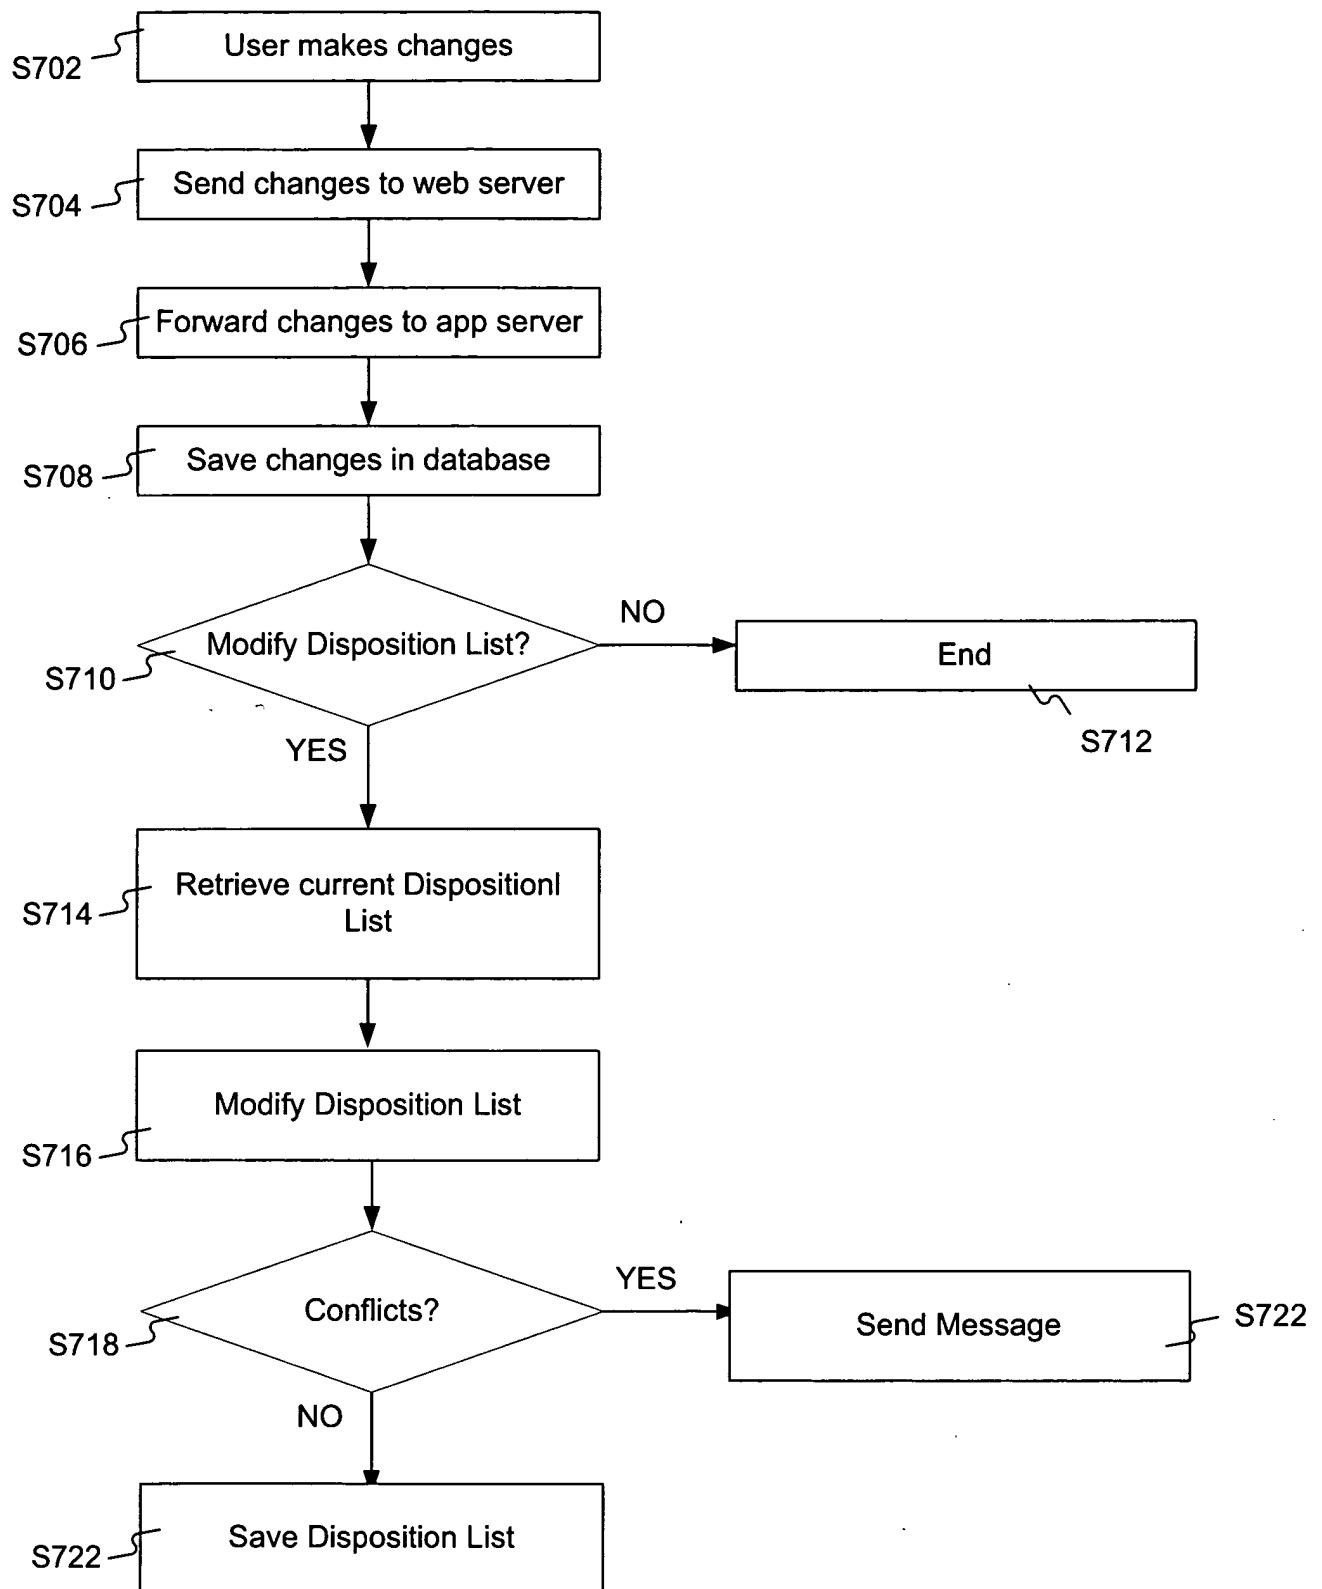 User makes changes
S702
Send changes to web server
S704
Forward changes to app server
S706
Save changes in database
S708
NO
Modify Disposition List?
End
S710
S712
YES
Retrieve current Dispositionl
List
S714
Modify Disposition List
S716
YES
Conflicts?
Send Message
S722
S718
NO
Save Disposition List
S722